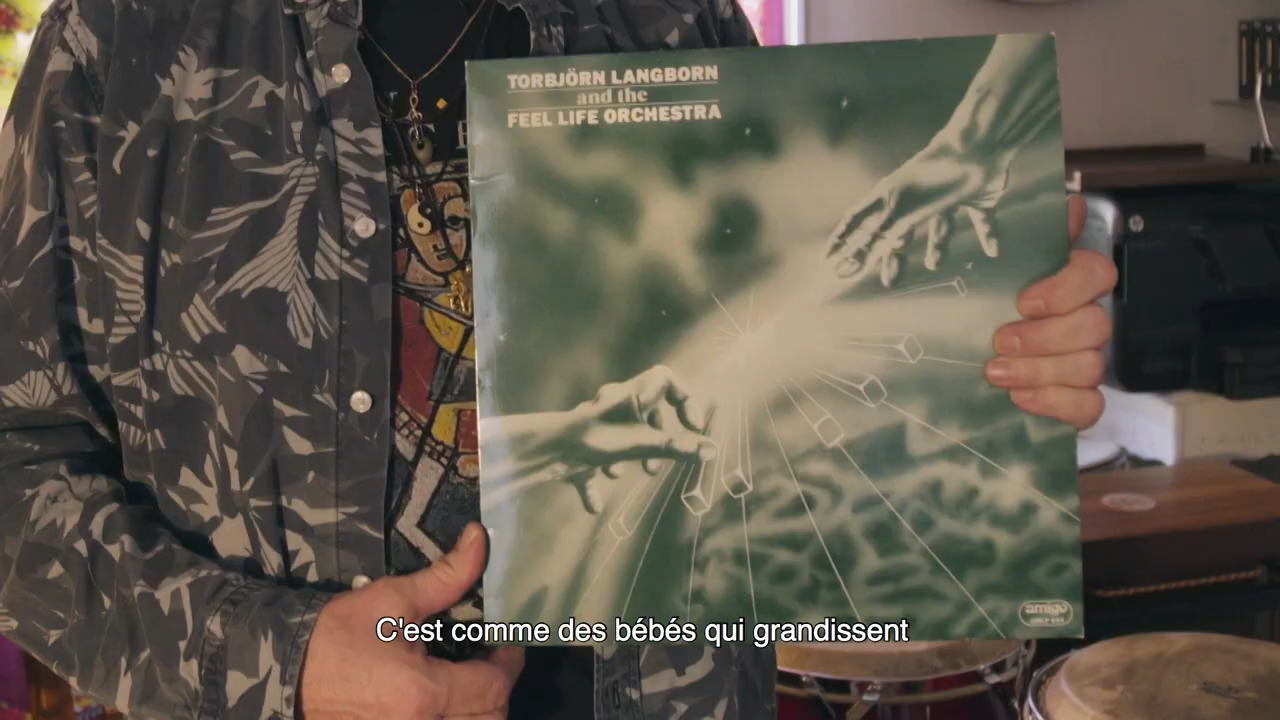 TORBJÖRN LANGBORN
and the
FEEL LIFE ORCHESTRA
amigo
C'est comme des bébés qui grandissent